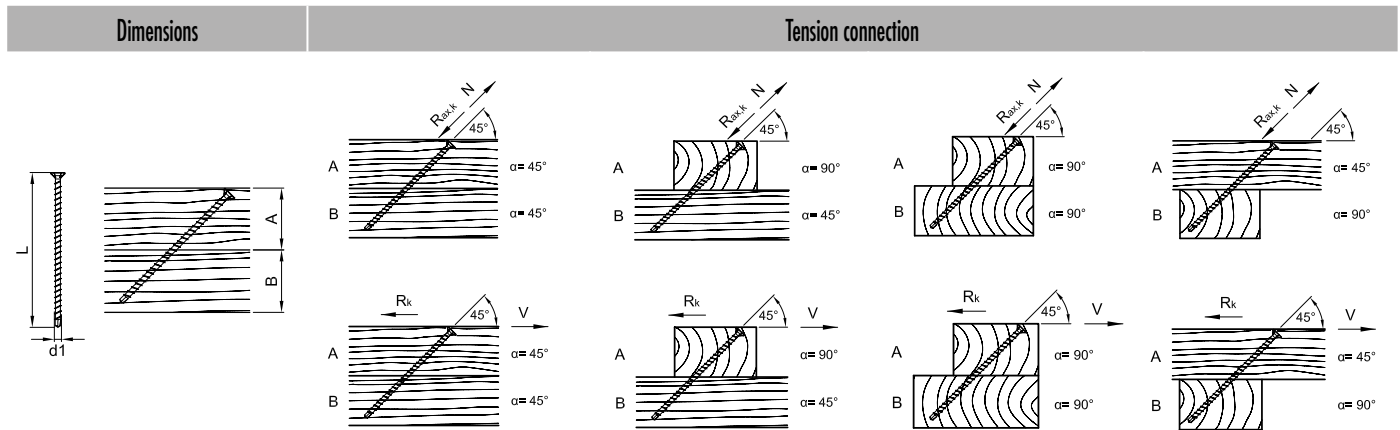 Dimensions
Tension connection
L
d1
A
B
Rax,k N
45°
A α= 45°
B α= 45°
Rax,k N
45°
A α= 90°
B α= 45°
Rax,k N
45°
A α= 90°
B α= 90°
Rax,k N
45°
A α= 45°
B α= 90°
Rk V
45°
A α= 45°
B α= 45°
Rk V
45°
A α= 90°
B α= 45°
Rk V
45°
A α= 90°
B α= 90°
Rk V
45°
A α= 45°
B α= 90°